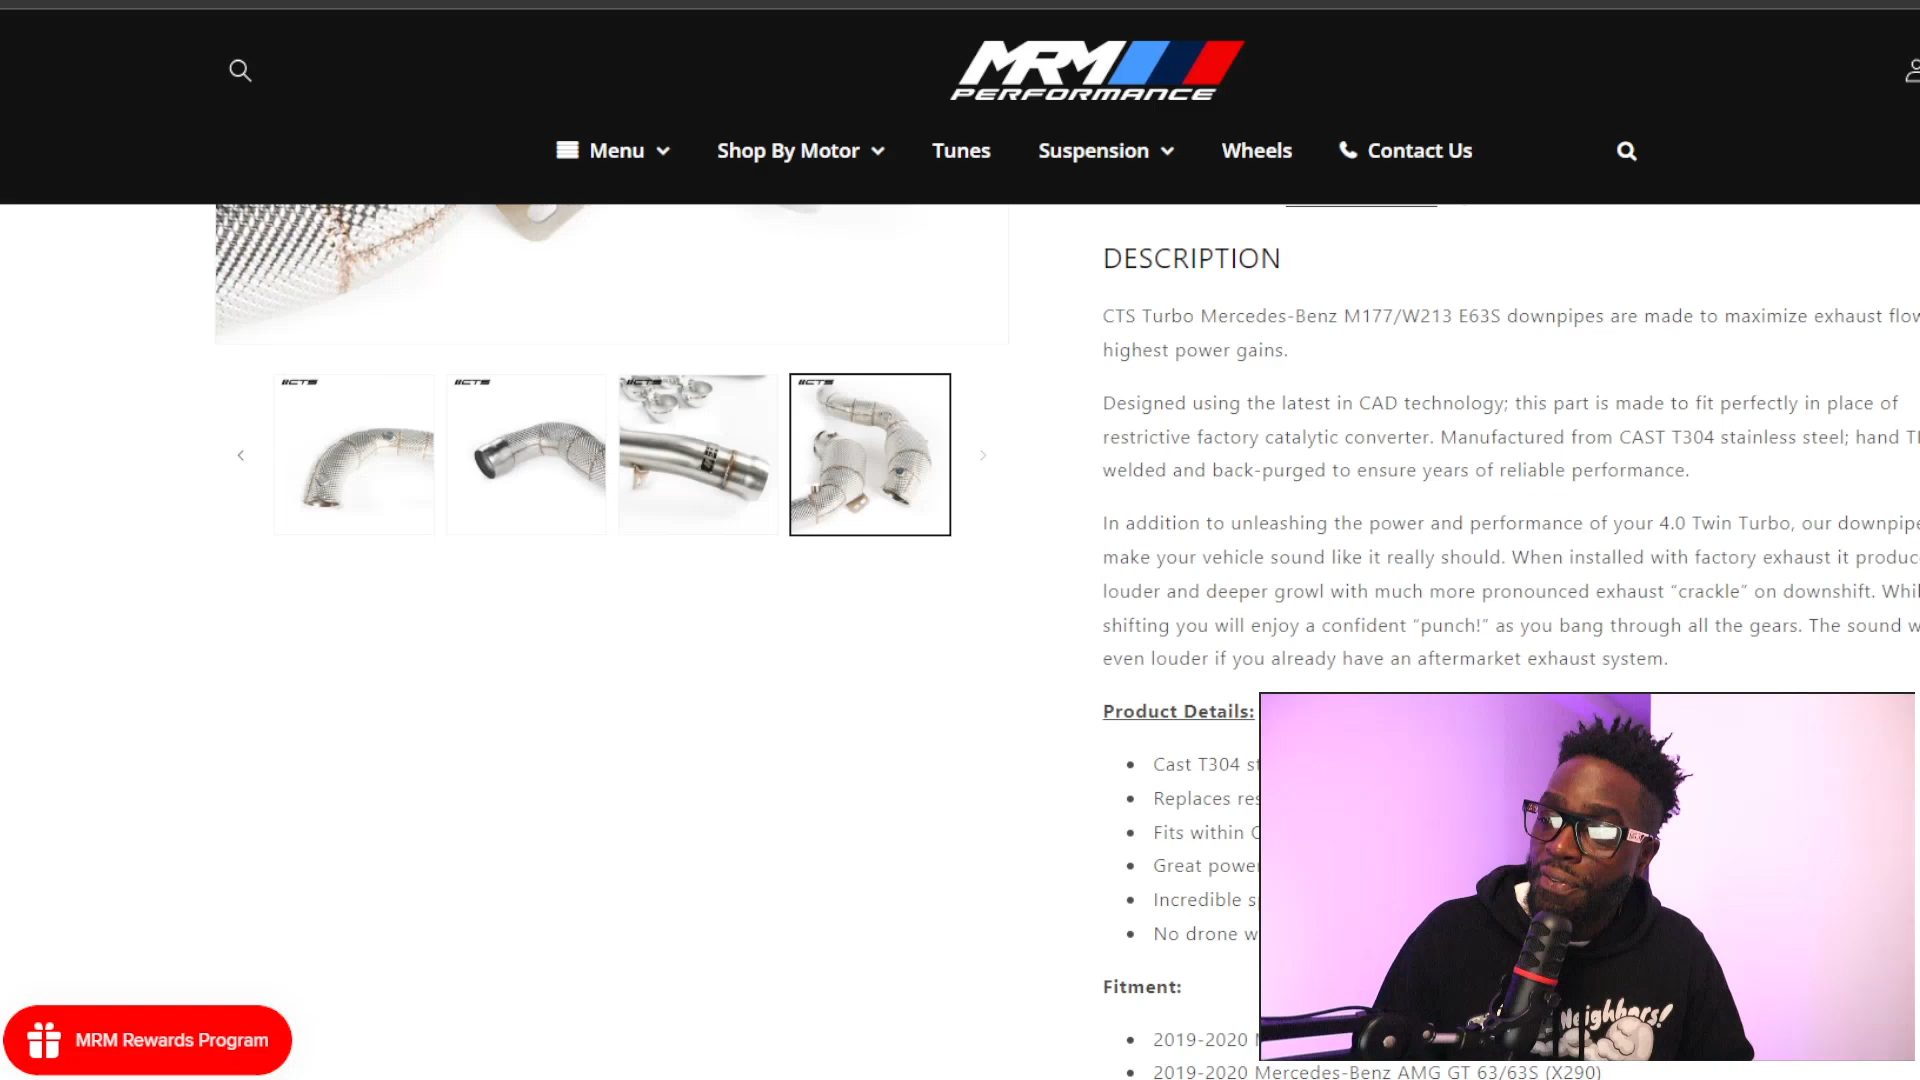 MRM
PERFORMANCE
Menu
Shop By Motor
Tunes
Suspension
Wheels
Contact Us
DESCRIPTION
CTS Turbo Mercedes-Benz M177/W213 E63S downpipes are made to maximize exhaust flow
highest power gains.
Designed using the latest in CAD technology; this part is made to fit perfectly in place of
restrictive factory catalytic converter. Manufactured from CAST T304 stainless steel; hand TI
welded and back-purged to ensure years of reliable performance.
In addition to unleashing the power and performance of your 4.0 Twin Turbo, our downpipe
make your vehicle sound like it really should. When installed with factory exhaust it produc
louder and deeper growl with much more pronounced exhaust “crackle” on downshift. Whil
shifting you will enjoy a confident “punch!” as you bang through all the gears. The sound w
even louder if you already have an aftermarket exhaust system.
CTS
CTS
CTS
CTS
Product Details:
Cast T304 st
Replaces res
Fits within
Great power
Incredible s
No drone w
Fitment:
2019-2020
2019-2020 Mercedes-Benz AMG GT 63/63S (X290)
Neighbors!
MRM Rewards Program